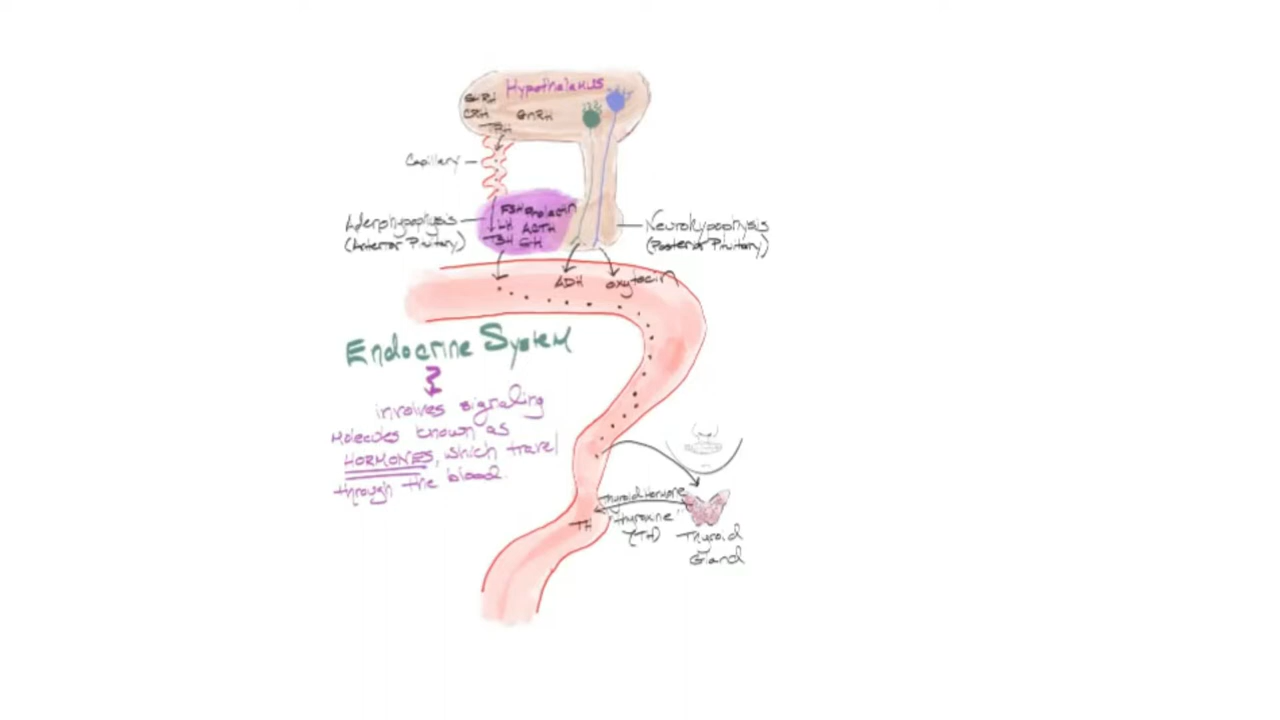 Hypothalamus
GHRH
CRH
GnRH
TRH
Capillary
Adenohypophysis
(Anterior Pituitary)
FSH Prolactin
LH ACTH
TSH GH
Neurohypophysis
(Posterior Pituitary)
ADH
oxytocin
Endocrine System
involves signaling
molecules known as
HORMONES, which travel
through the blood.
Thyroid Hormone
"thyroxine"
(TH)
TH
Thyroid
Gland